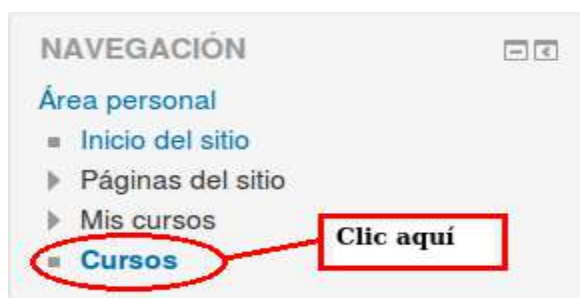 NAVEGACIÓN
Área personal
Inicio del sitio
Páginas del sitio
Mis cursos
Clic aquí
Cursos